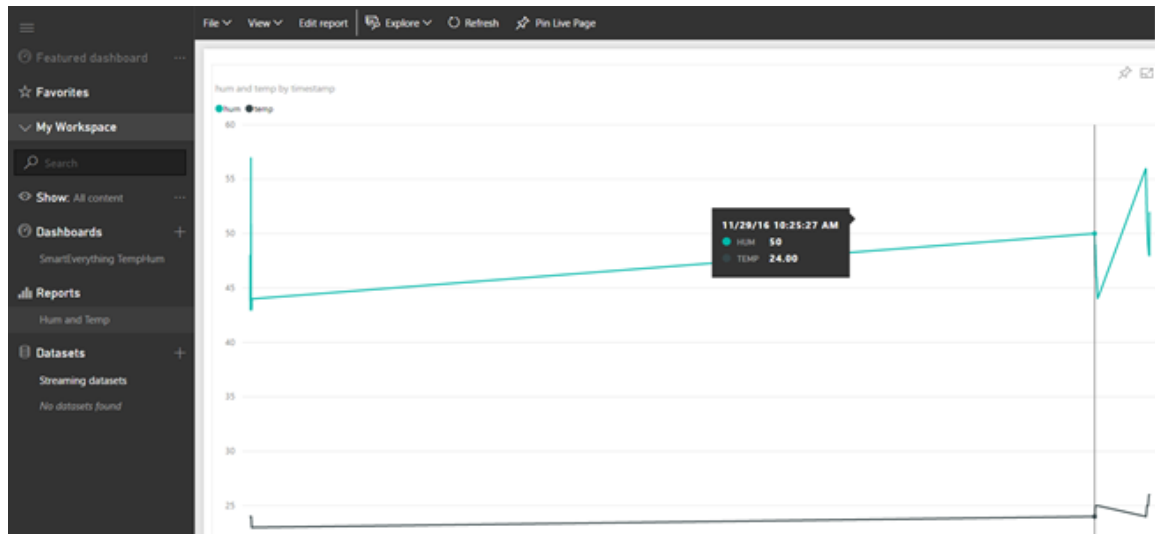 File View Edit report Explore Refresh Pin Live Page
Featured dashboard
Favorites
My Workspace
Search
Show: All content
Dashboards
SmartEverything TempHum
Reports
Hum and Temp
Datasets
Streaming datasets
No datasets found
hum and temp by timestamp
hum temp
60
55
50
45
40
35
30
25
11/29/16 10:25:27 AM
HUM 50
TEMP 24.00